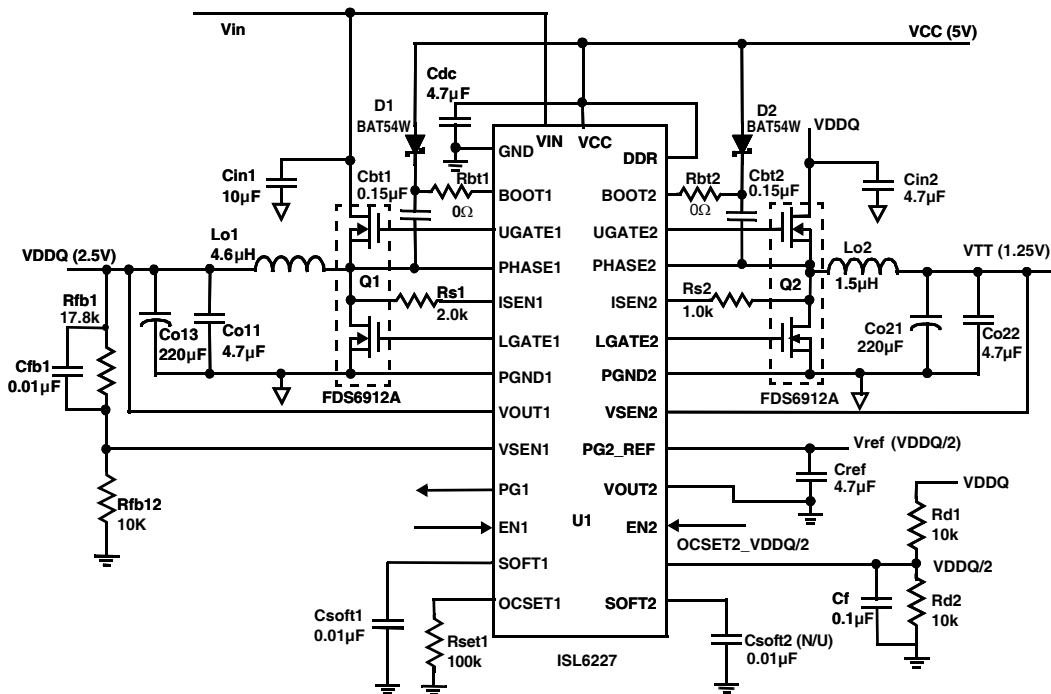 Vin
VCC (5V)
Cdc
4.7µF
D1
BAT54W
D2
BAT54W
VDDQ
VIN
VCC
GND
DDR
Cin1
10µF
Cbt1
0.15µF
Rbt1
0Ω
BOOT1
BOOT2
Rbt2
0Ω
Cbt2
0.15µF
Cin2
4.7µF
UGATE1
UGATE2
VDDQ (2.5V)
Lo1
4.6µH
PHASE1
PHASE2
Lo2
1.5µH
VTT (1.25V)
Rfb1
17.8k
Q1
Rs1
2.0k
ISEN1
ISEN2
Rs2
1.0k
Q2
Co13
220µF
Co11
4.7µF
LGATE1
LGATE2
Co21
220µF
Co22
4.7µF
Cfb1
0.01µF
PGND1
PGND2
FDS6912A
FDS6912A
VOUT1
VSEN2
VSEN1
PG2_REF
Vref (VDDQ/2)
Cref
4.7µF
Rfb12
10K
PG1
VOUT2
VDDQ
U1
EN1
EN2
OCSET2_VDDQ/2
Rd1
10k
SOFT1
VDDQ/2
Csoft1
0.01µF
OCSET1
SOFT2
Cf
0.1µF
Rd2
10k
Rset1
100k
Csoft2 (N/U)
0.01µF
ISL6227